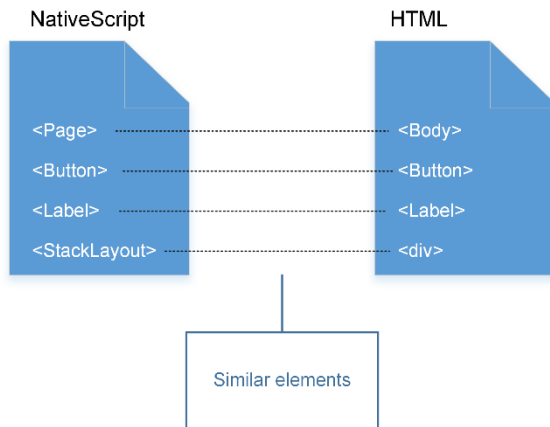 NativeScript HTML
<Page> <Body>
<Button> <Button>
<Label> <Label>
<StackLayout> <div>
Similar elements